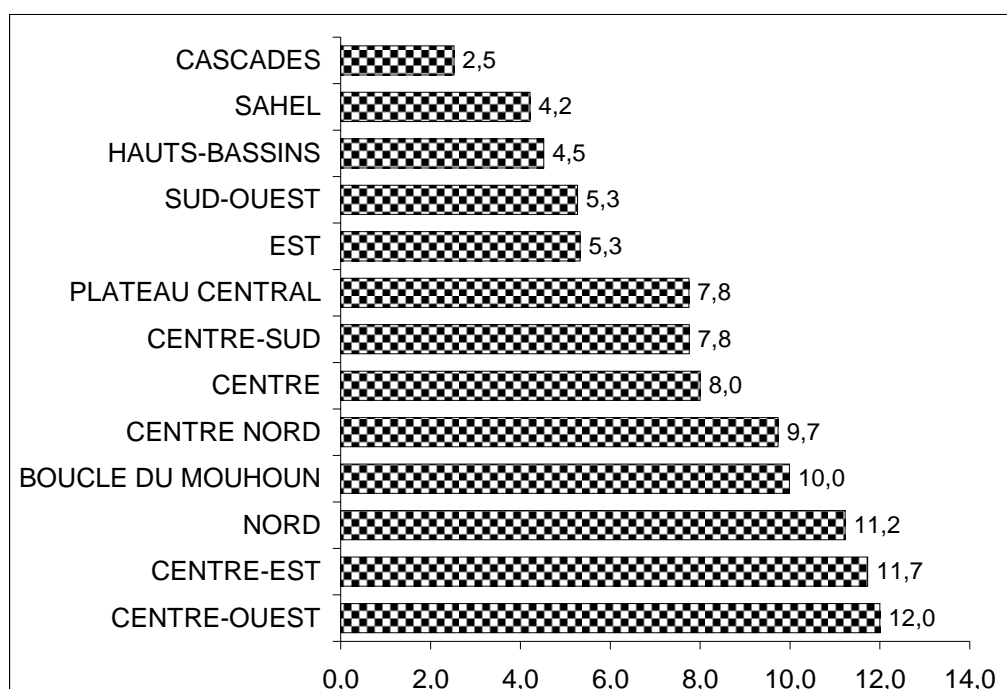 CASCADES 2,5
SAHEL 4,2
HAUTS-BASSINS 4,5
SUD-OUEST 5,3
EST 5,3
PLATEAU CENTRAL 7,8
CENTRE-SUD 7,8
CENTRE 8,0
CENTRE NORD 9,7
BOUCLE DU MOUHOUN 10,0
NORD 11,2
CENTRE-EST 11,7
CENTRE-OUEST 12,0
0,0 2,0 4,0 6,0 8,0 10,0 12,0 14,0